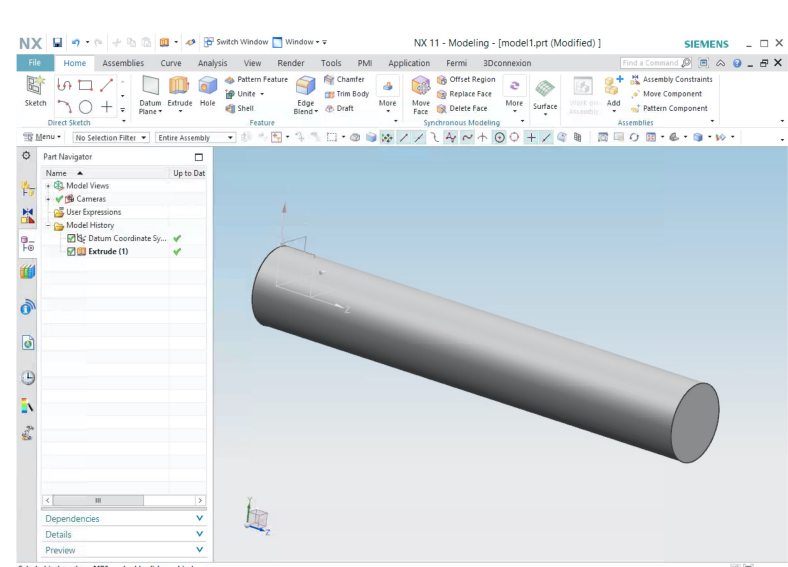 NX Switch Window Window NX 11 - Modeling - [model1.prt (Modified) ] SIEMENS
File Home Assemblies Curve Analysis View Render Tools PMI Application Fermi 3Dconnexion Find a Command
Pattern Feature Chamfer Offset Region Assembly Constraints
Unite Trim Body Replace Face Move Component
Sketch Datum Plane Extrude Hole Shell Edge Blend Draft More Move Face Delete Face More Surface Add Pattern Component
Direct Sketch Feature Synchronous Modeling Assemblies
Menu No Selection Filter Entire Assembly
Part Navigator
Name Up to Dat
Model Views
Cameras
User Expressions
Model History
Datum Coordinate Sy...
Extrude (1)
Z
Y
Z
Dependencies
Details
Preview